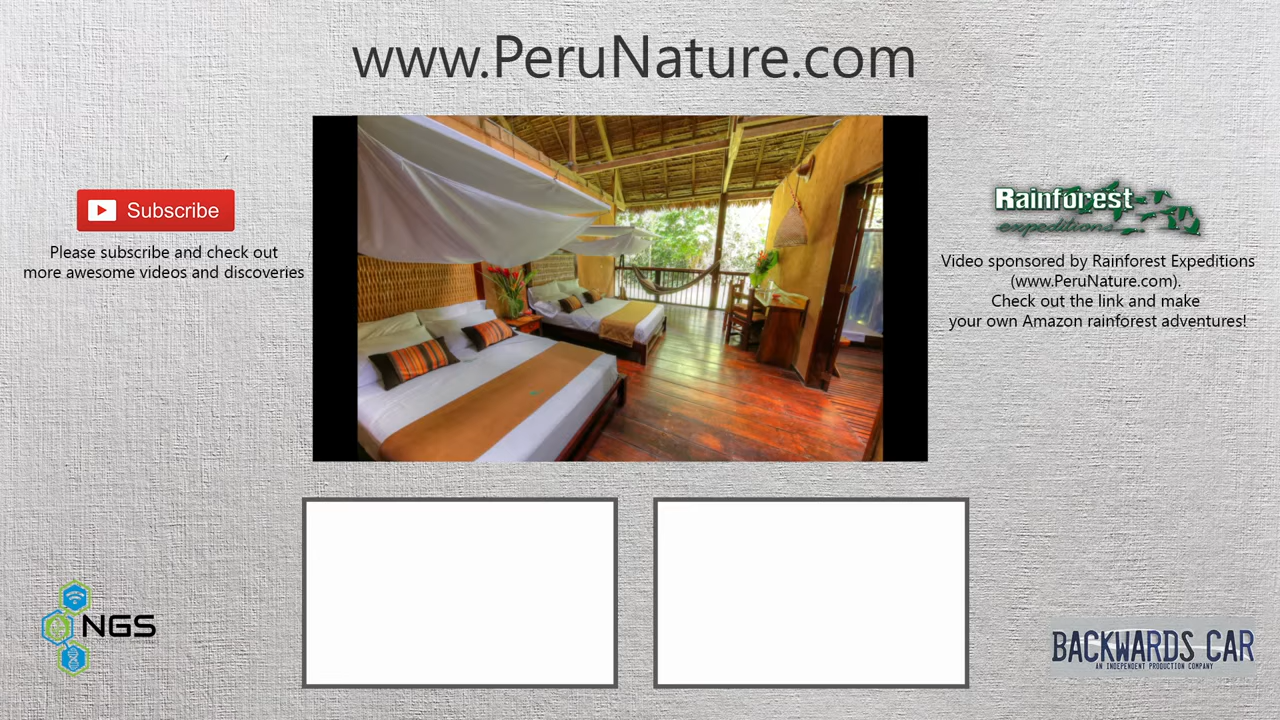 www.PeruNature.com
Subscribe
Please subscribe and check out
more awesome videos and discoveries
Rainforest
expeditions
Video sponsored by Rainforest Expeditions
(www.PeruNature.com).
Check out the link and make
your own Amazon rainforest adventures!
NGS
BACKWARDS CAR
AN INDEPENDENT PRODUCTION COMPANY